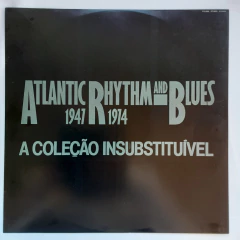 ATLANTIC RHYTHM AND BLUES
1947 1974
A COLEÇÃO INSUBSTITUÍVEL